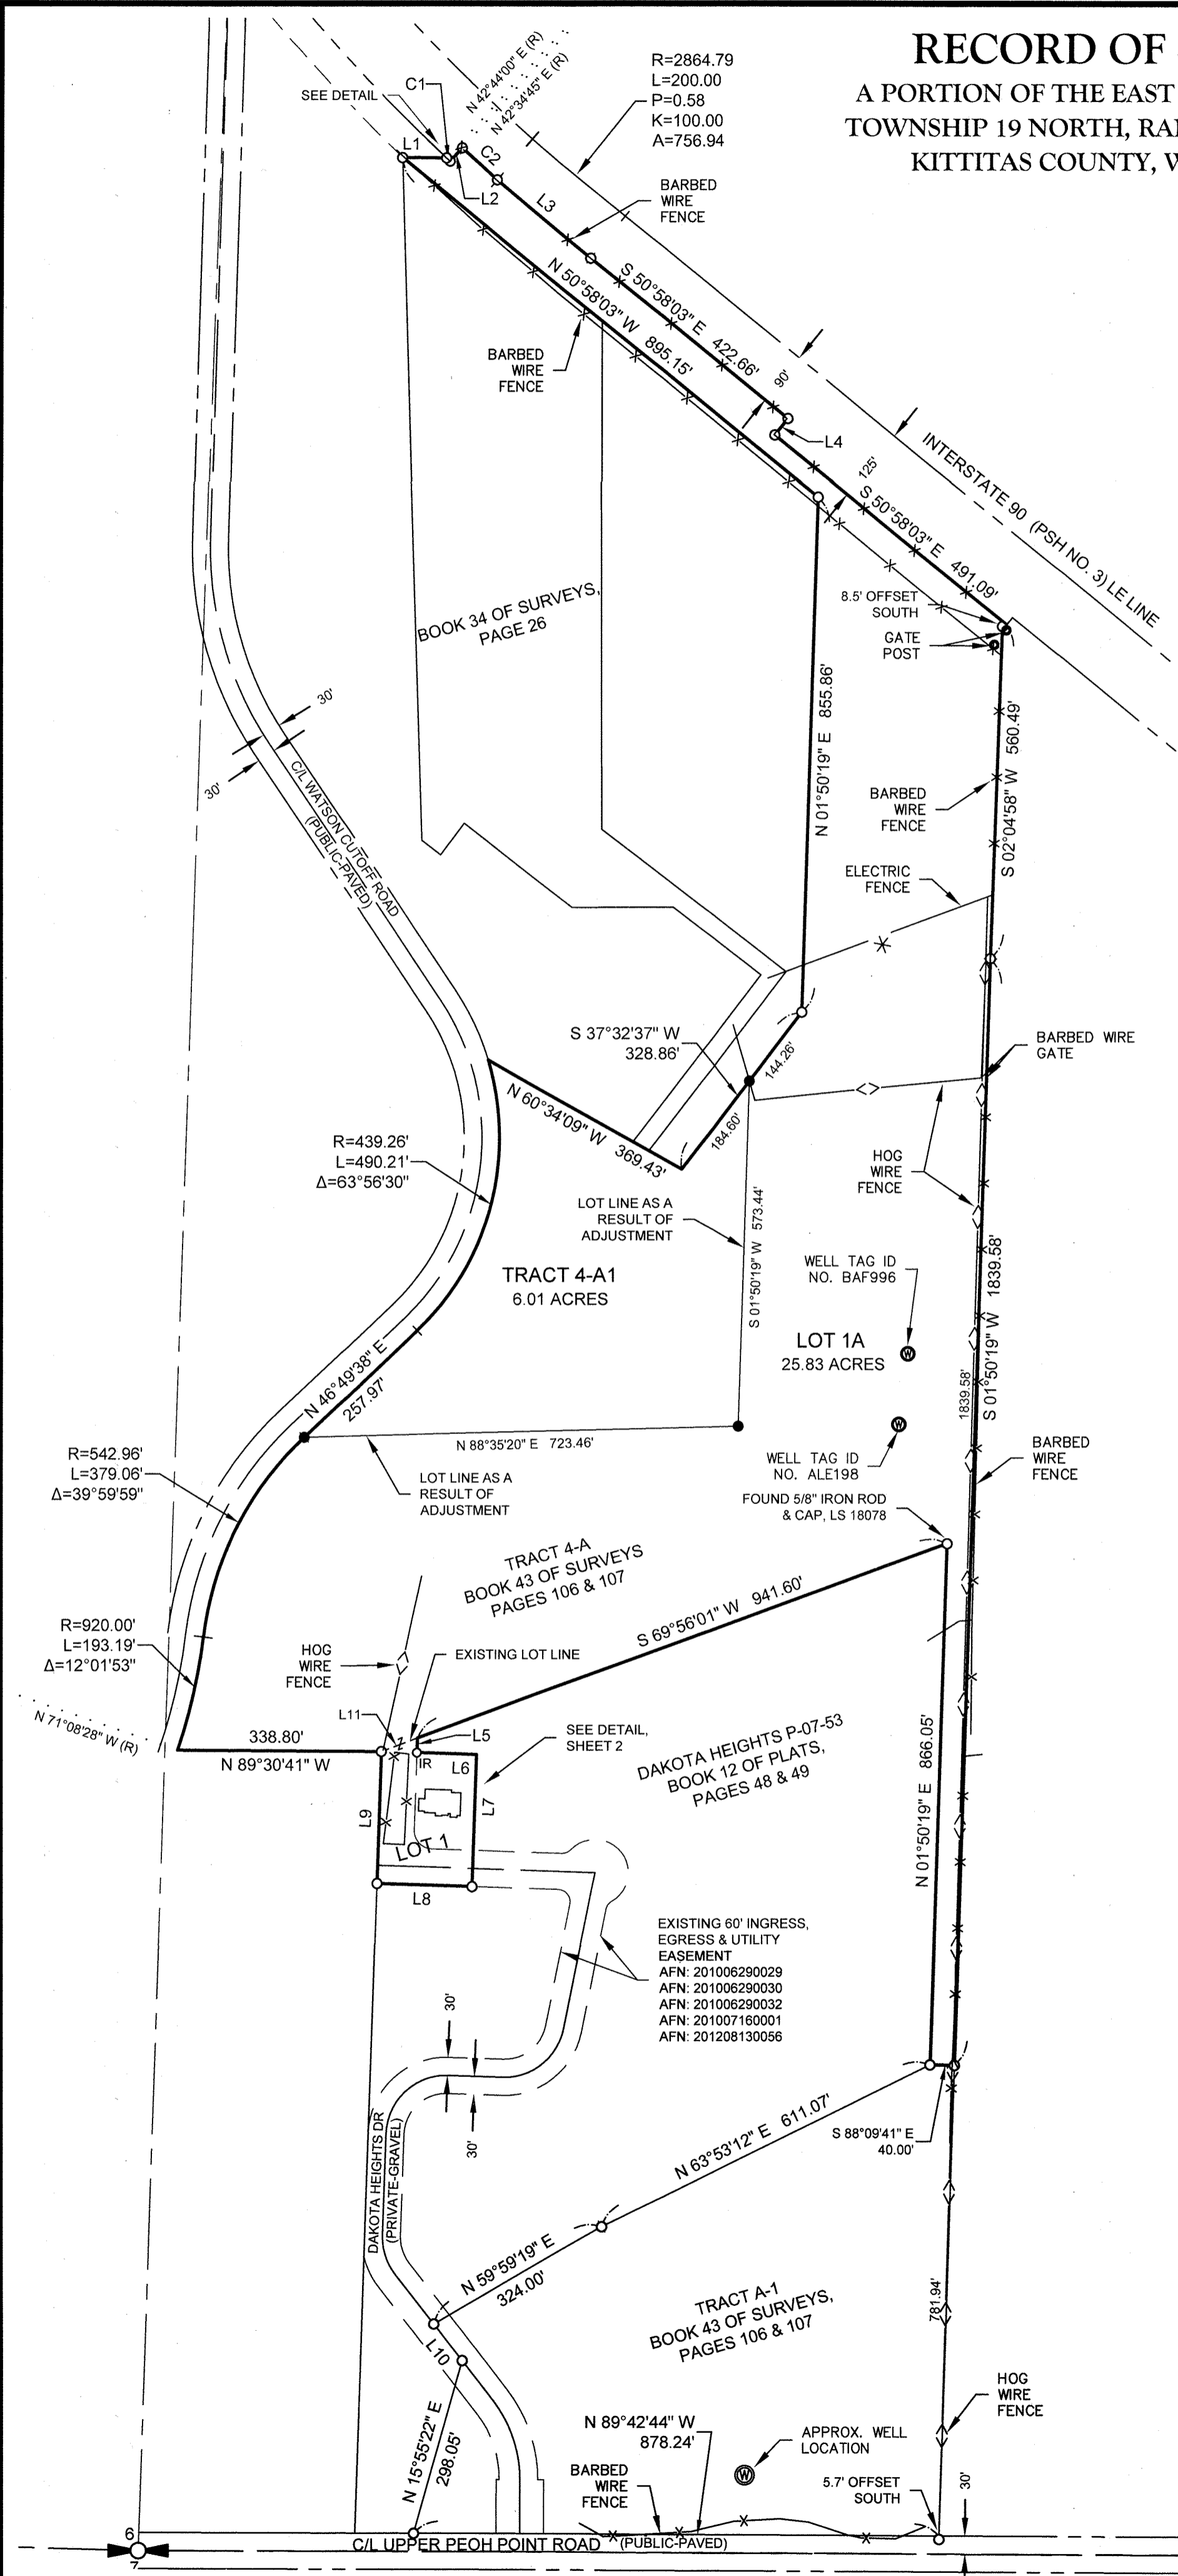 RECORD OF
A PORTION OF THE EAST
TOWNSHIP 19 NORTH, RAN
KITTITAS COUNTY, W
N 42°44'00" E (R)
N 42°34'45" E (R)
R=2864.79
L=200.00
P=0.58
K=100.00
A=756.94
C1
SEE DETAIL
L1
C2
L2
L3
BARBED
WIRE
FENCE
S 50°58'03" E 422.66'
N 50°58'03" W 895.15'
BARBED
WIRE
FENCE
90'
L4
125'
INTERSTATE 90 (PSH NO. 3) LE LINE
S 50°58'03" E 491.09'
8.5' OFFSET
SOUTH
GATE
POST
BOOK 34 OF SURVEYS,
PAGE 26
N 01°50'19" E 855.86'
S 02°04'58" W 560.49'
30'
30'
C/L WATSON CUTOFF ROAD
(PUBLIC-PAVED)
BARBED
WIRE
FENCE
ELECTRIC
FENCE
S 37°32'37" W
328.86'
144.26'
184.60'
BARBED WIRE
GATE
N 60°34'09" W 369.43'
R=439.26'
L=490.21'
Δ=63°56'30"
HOG
WIRE
FENCE
LOT LINE AS A
RESULT OF
ADJUSTMENT
S 01°50'19" W 573.44'
WELL TAG ID
NO. BAF996
W
TRACT 4-A1
6.01 ACRES
LOT 1A
25.83 ACRES
S 01°50'19" W 1839.58'
1839.58'
N 46°49'38" E
257.97'
W
N 88°35'20" E 723.46'
WELL TAG ID
NO. ALE198
BARBED
WIRE
FENCE
R=542.96'
L=379.06'
Δ=39°59'59"
LOT LINE AS A
RESULT OF
ADJUSTMENT
FOUND 5/8" IRON ROD
& CAP, LS 18078
TRACT 4-A
BOOK 43 OF SURVEYS
PAGES 106 & 107
S 69°56'01" W 941.60'
R=920.00'
L=193.19'
Δ=12°01'53"
HOG
WIRE
FENCE
EXISTING LOT LINE
N 71°08'28" W (R)
L11
338.80'
N 89°30'41" W
L5
IR
L6
SEE DETAIL,
SHEET 2
L7
L9
LOT 1
L8
DAKOTA HEIGHTS P-07-53
BOOK 12 OF PLATS,
PAGES 48 & 49
N 01°50'19" E 866.05'
EXISTING 60' INGRESS,
EGRESS & UTILITY
EASEMENT
AFN: 201006290029
AFN: 201006290030
AFN: 201006290032
AFN: 201007160001
AFN: 201208130056
30'
30'
DAKOTA HEIGHTS DR
(PRIVATE-GRAVEL)
N 63°53'12" E 611.07'
S 88°09'41" E
40.00'
N 59°59'19" E
324.00'
L10
TRACT A-1
BOOK 43 OF SURVEYS,
PAGES 106 & 107
781.94'
N 15°55'22" E
298.05'
HOG
WIRE
FENCE
N 89°42'44" W
878.24'
APPROX. WELL
LOCATION
W
BARBED
WIRE
FENCE
5.7' OFFSET
SOUTH
30'
6
7
C/L UPPER PEOH POINT ROAD (PUBLIC-PAVED)